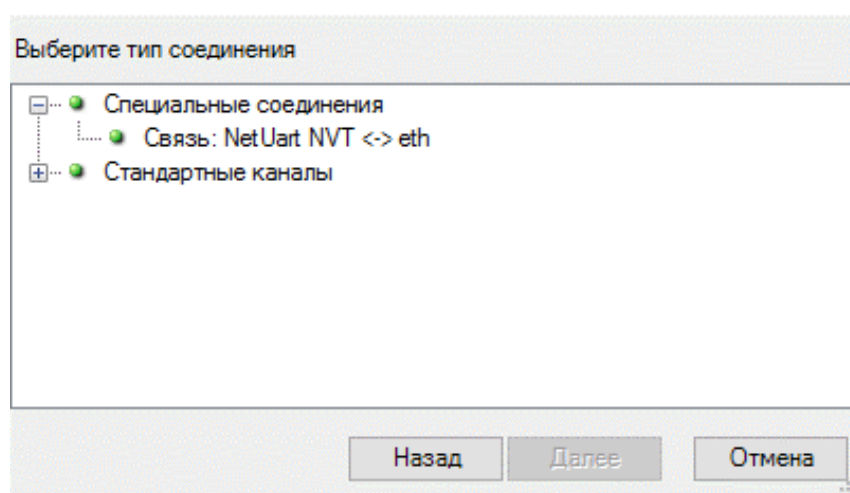 Выберите тип соединения
Специальные соединения
Связь: NetUart NVT <-> eth
Стандартные каналы
Назад Далее Отмена